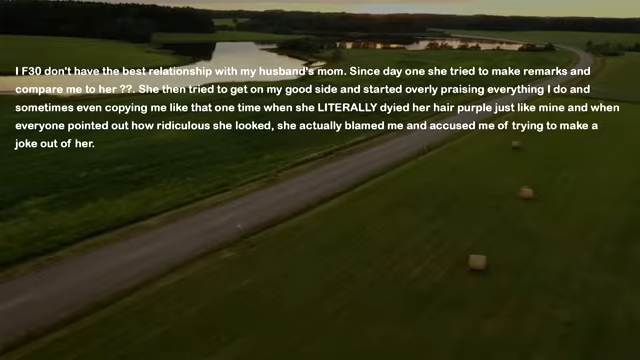 I F30 don't have the best relationship with my husband's mom. Since day one she tried to make remarks and
compare me to her ??. She then tried to get on my good side and started overly praising everything I do and
sometimes even copying me like that one time when she LITERALLY dyied her hair purple just like mine and when
everyone pointed out how ridiculous she looked, she actually blamed me and accused me of trying to make a
joke out of her.